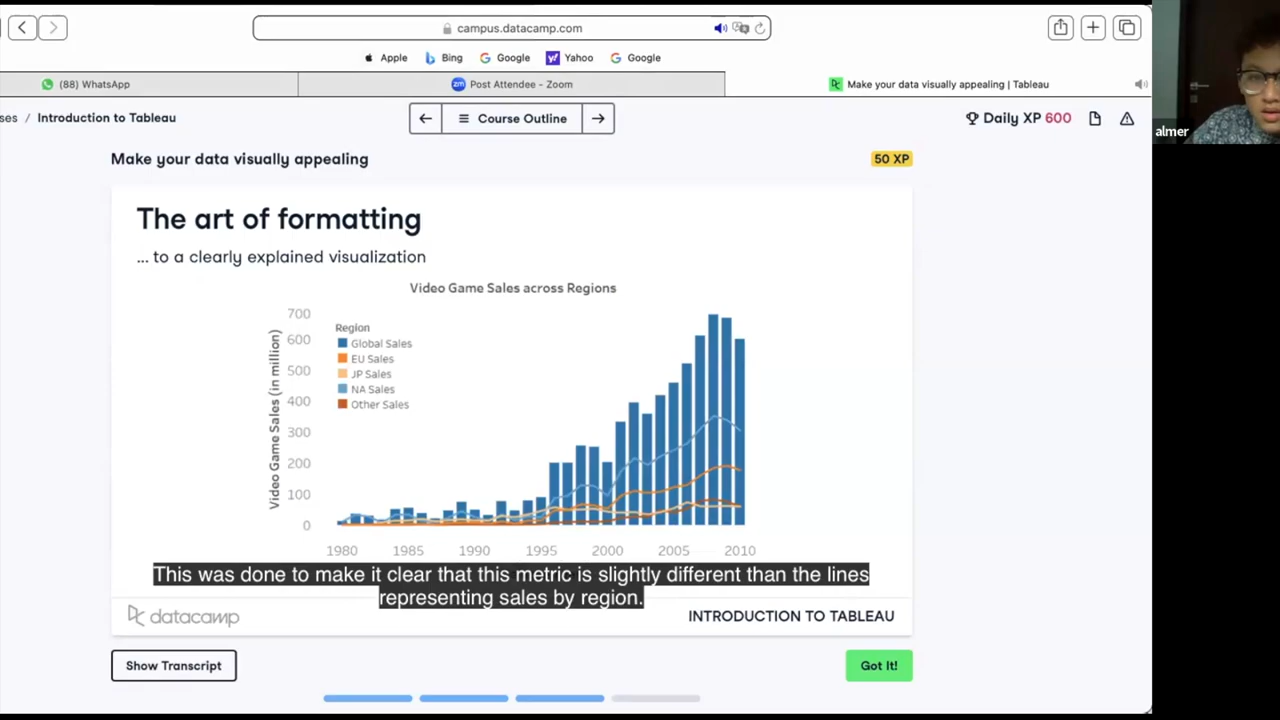 campus.datacamp.com
Apple
Bing
Google
Yahoo
Google
(88) WhatsApp
Post Attendee - Zoom
Make your data visually appealing | Tableau
ses / Introduction to Tableau
Course Outline
Daily XP 600
almer
Make your data visually appealing
50 XP
The art of formatting
... to a clearly explained visualization
Video Game Sales across Regions
Video Game Sales (in million)
700
600
500
400
300
200
100
0
Region
Global Sales
EU Sales
JP Sales
NA Sales
Other Sales
1980 1985 1990 1995 2000 2005 2010
This was done to make it clear that this metric is slightly different than the lines
representing sales by region.
datacamp
INTRODUCTION TO TABLEAU
Show Transcript
Got It!